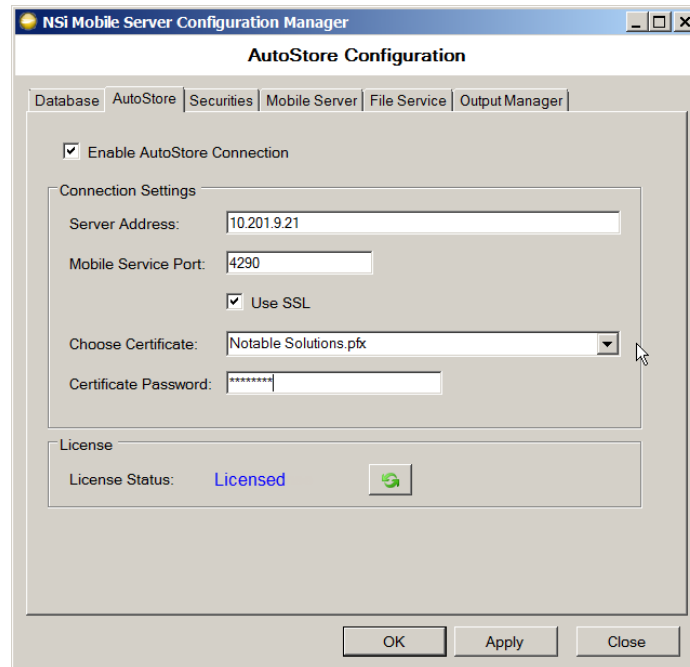 NSi Mobile Server Configuration Manager
AutoStore Configuration
Database AutoStore Securities Mobile Server File Service Output Manager
Enable AutoStore Connection
Connection Settings
Server Address: 10.201.9.21
Mobile Service Port: 4290
Use SSL
Choose Certificate: Notable Solutions.pfx
Certificate Password: ********
License
License Status: Licensed
OK Apply Close